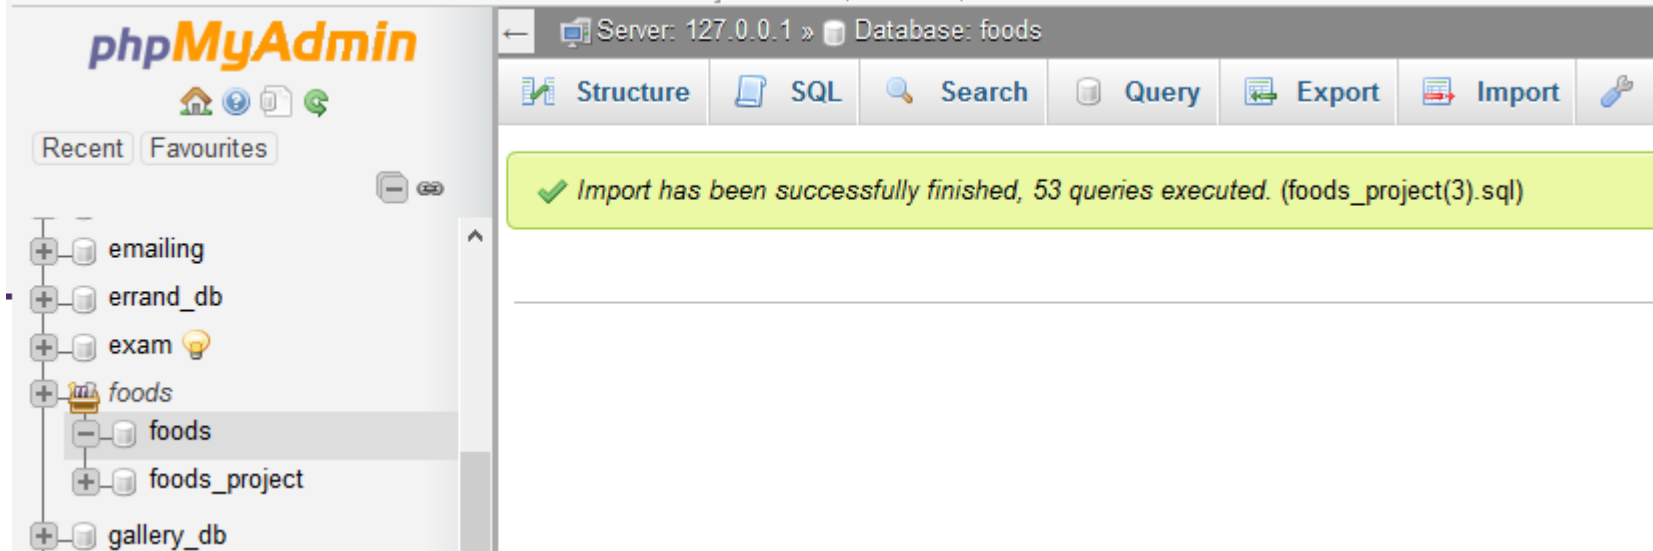 phpMyAdmin
Recent Favourites
emailing
errand_db
exam
foods
foods
foods_project
gallery_db
← Server: 127.0.0.1 » Database: foods
Structure SQL Search Query Export Import
Import has been successfully finished, 53 queries executed. (foods_project(3).sql)